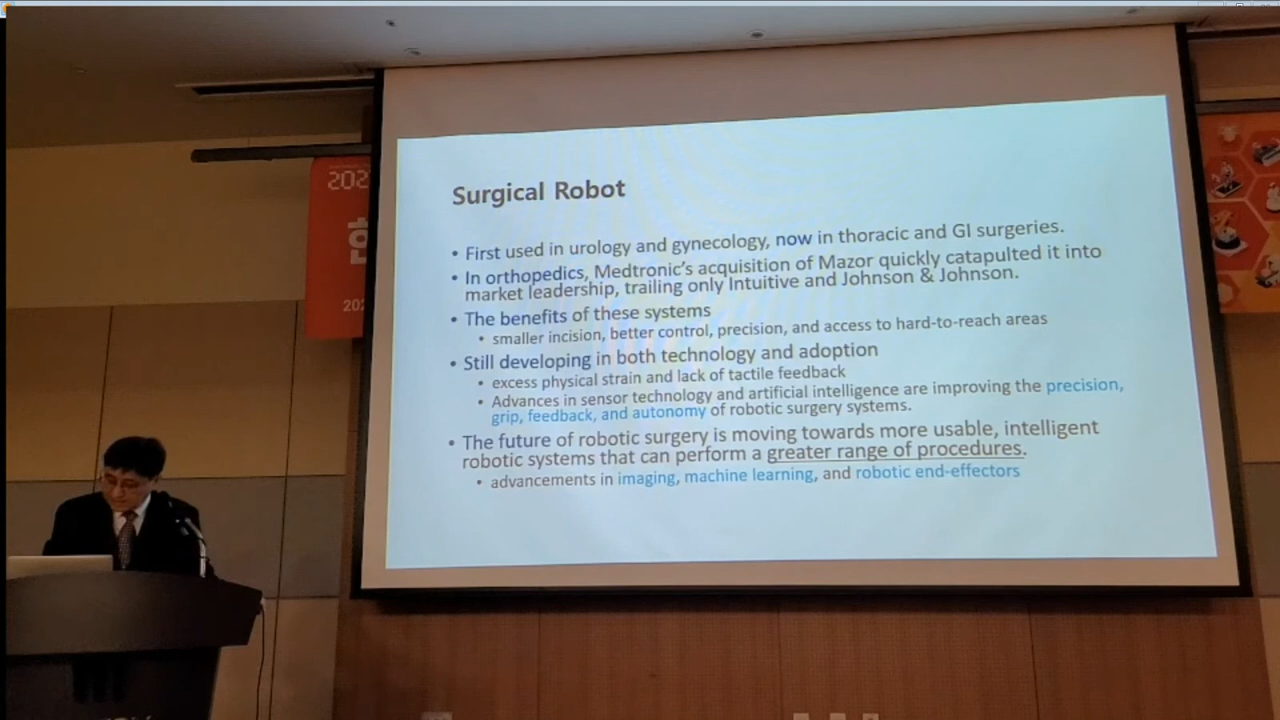 Surgical Robot
• First used in urology and gynecology, now in thoracic and GI surgeries.
• In orthopedics, Medtronic's acquisition of Mazor quickly catapulted it into
market leadership, trailing only Intuitive and Johnson & Johnson.
• The benefits of these systems
• smaller incision, better control, precision, and access to hard-to-reach areas
• Still developing in both technology and adoption
• excess physical strain and lack of tactile feedback
• Advances in sensor technology and artificial intelligence are improving the precision,
grip, feedback, and autonomy of robotic surgery systems.
• The future of robotic surgery is moving towards more usable, intelligent
robotic systems that can perform a greater range of procedures.
• advancements in imaging, machine learning, and robotic end-effectors
202
202